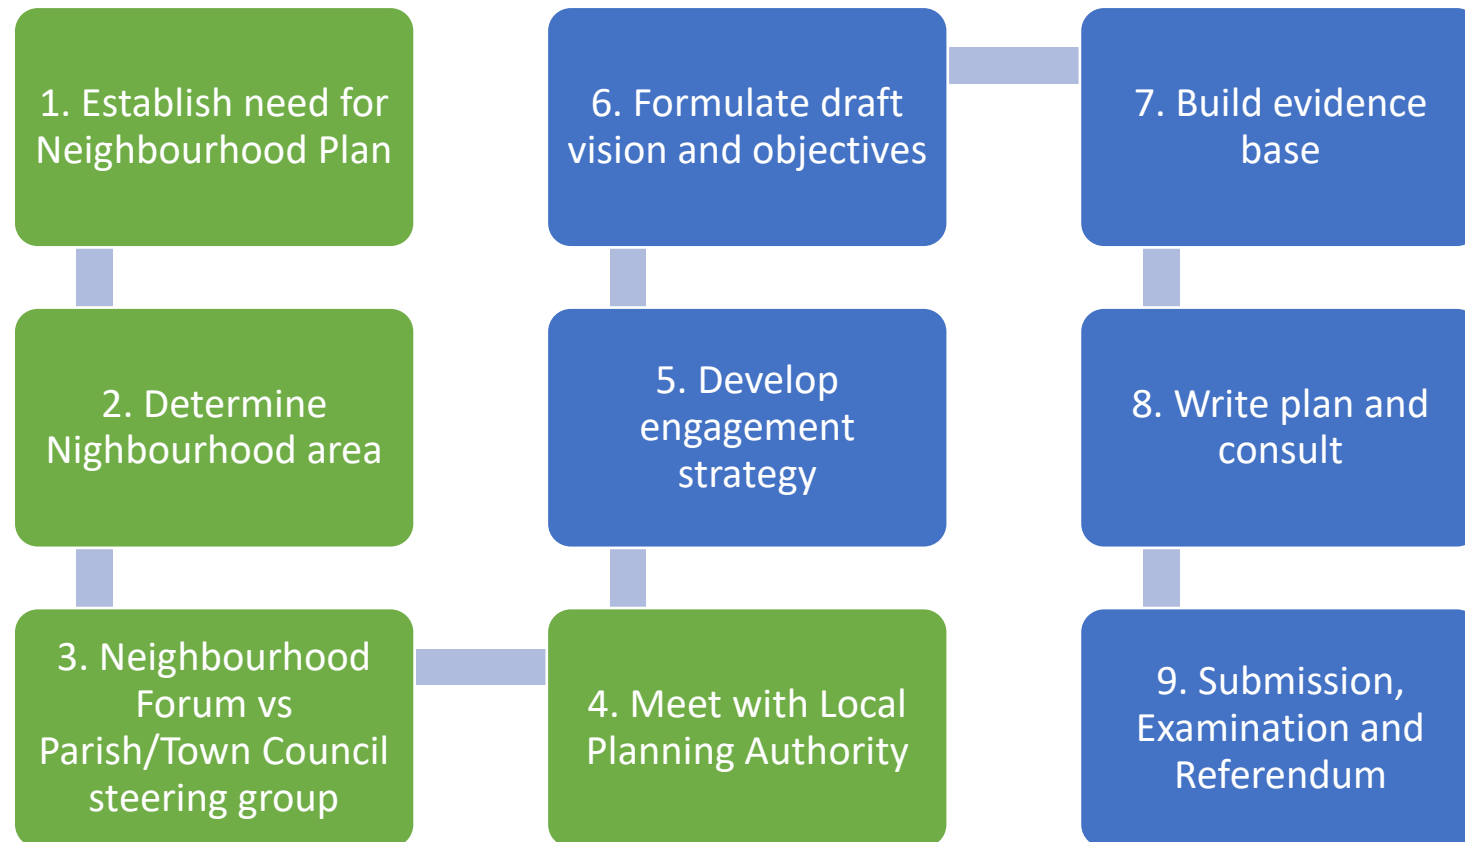 1. Establish need for
Neighbourhood Plan
2. Determine
Nighbourhood area
3. Neighbourhood
Forum vs
Parish/Town Council
steering group
4. Meet with Local
Planning Authority
5. Develop
engagement
strategy
6. Formulate draft
vision and objectives
7. Build evidence
base
8. Write plan and
consult
9. Submission,
Examination and
Referendum